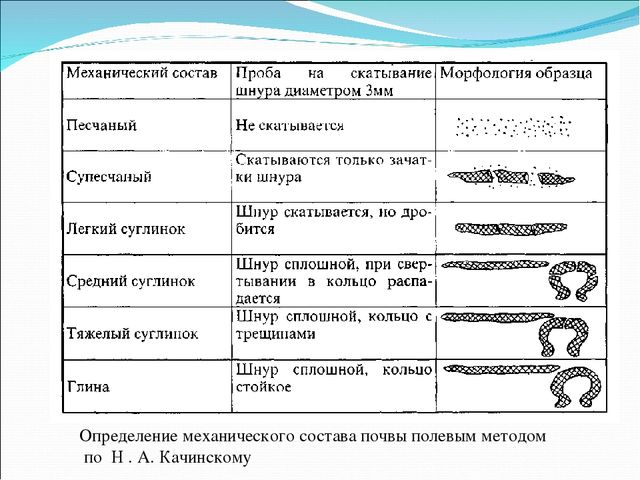 Механический состав
Проба на скатывание
шнура диаметром 3мм
Морфология образца
Песчаный
Не скатывается
Супесчаный
Скатываются только зачат-
ки шнура
Легкий суглинок
Шнур скатывается, но дро-
бится
Средний суглинок
Шнур сплошной, при свер-
тывании в кольцо распа-
дается
Тяжелый суглинок
Шнур сплошной, кольцо с
трещинами
Глина
Шнур сплошной, кольцо
стойкое
Определение механического состава почвы полевым методом
по Н . А. Качинскому